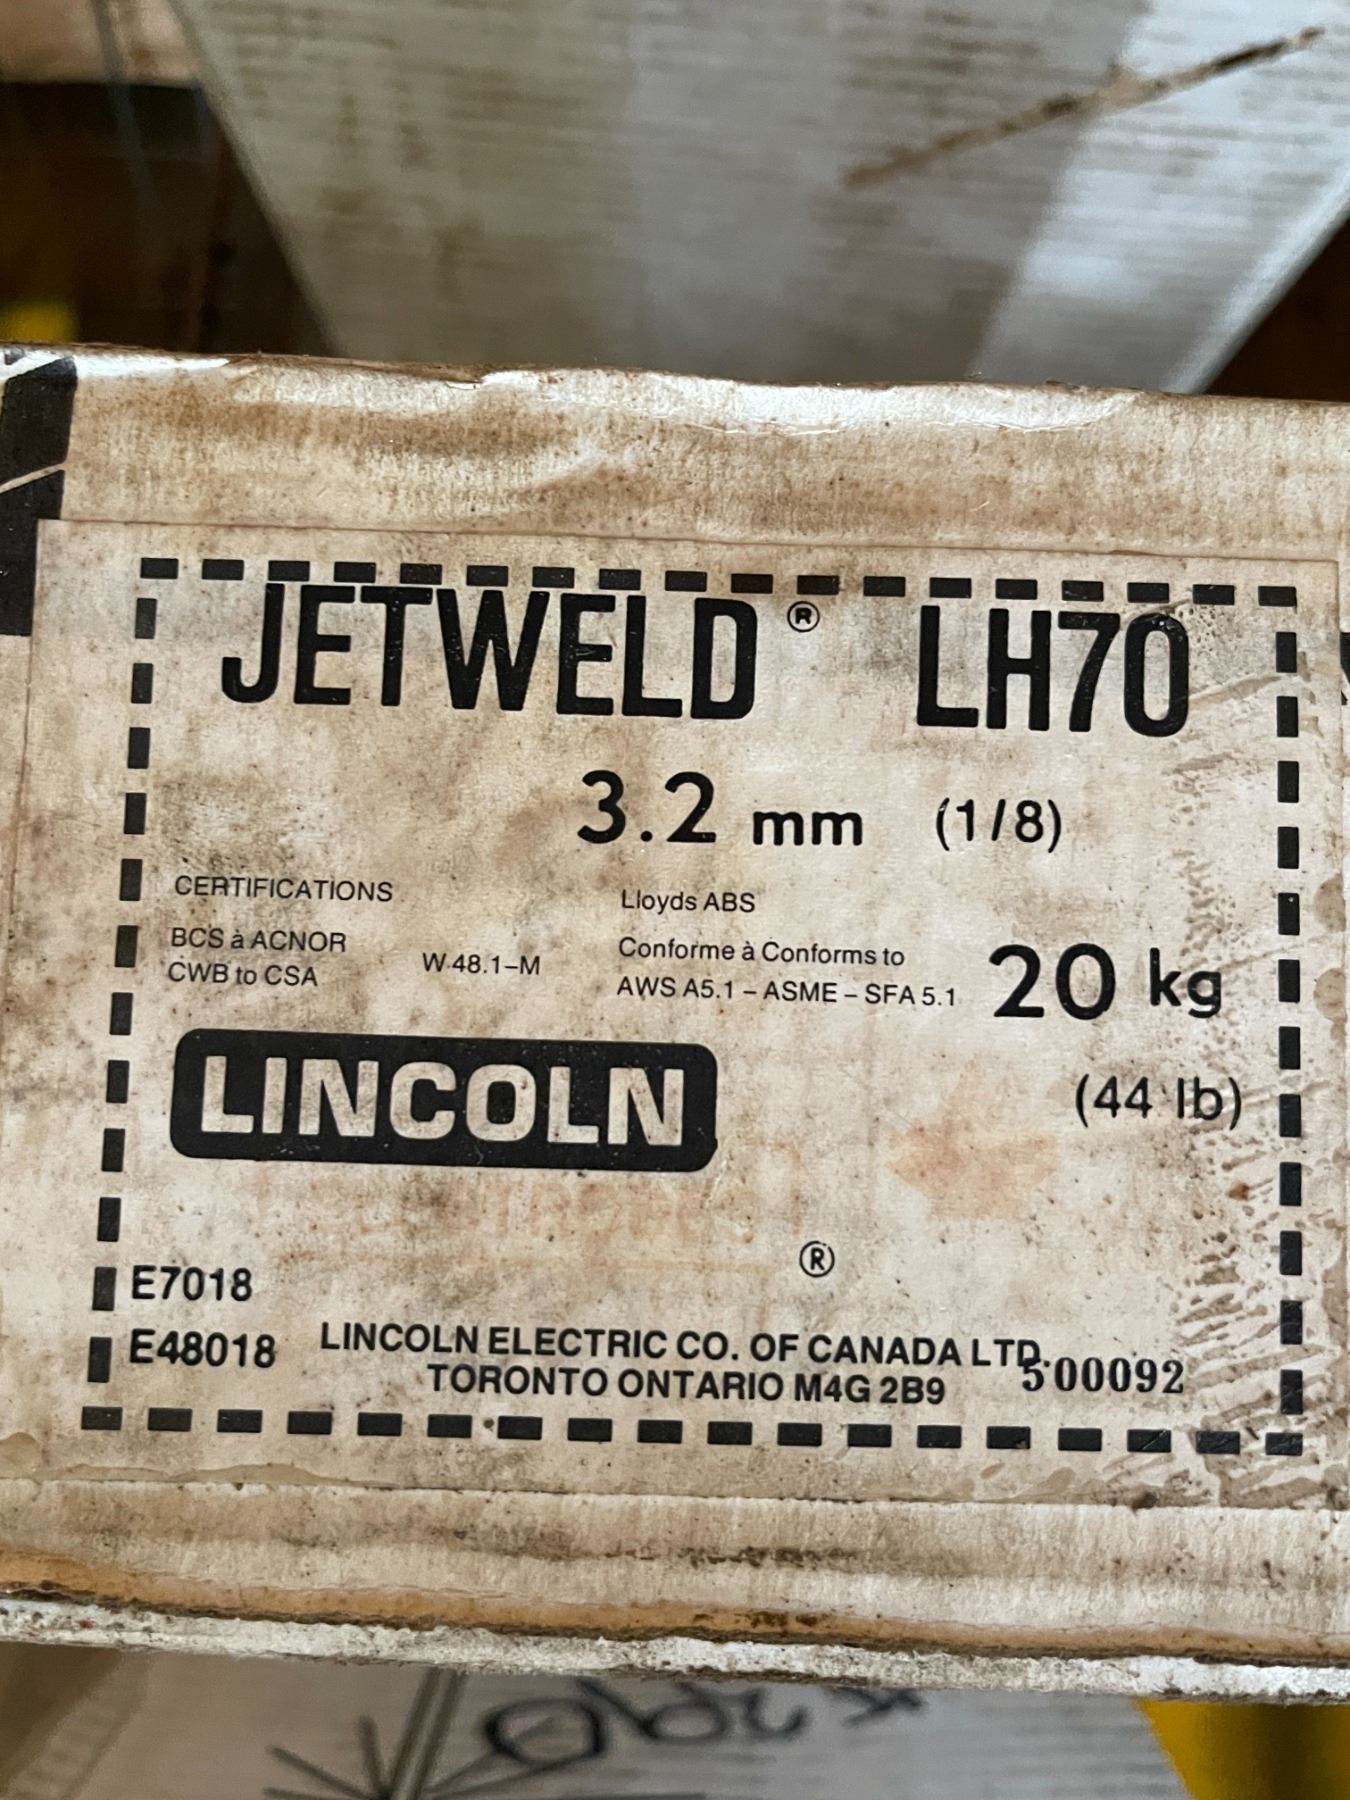 JETWELD® LH70
3.2 mm (1/8)
CERTIFICATIONS
BCS à ACNOR
CWB to CSA
W 48.1-M
Lloyds ABS
Conforme à Conforms to
AWS A5.1 - ASME - SFA 5.1
20 kg
(44 lb)
LINCOLN
®
E7018
E48018
LINCOLN ELECTRIC CO. OF CANADA LTD.
TORONTO ONTARIO M4G 2B9
500092